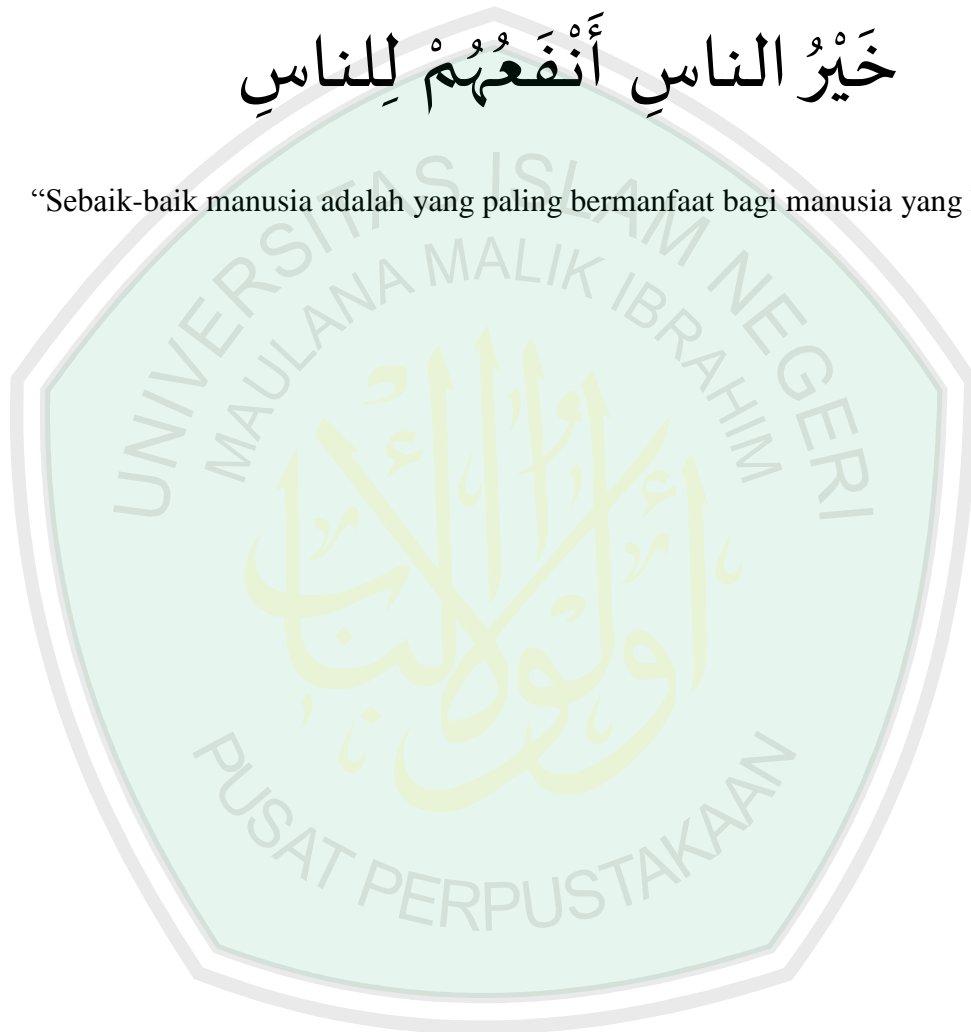 خَيْرُ الناسِ أَنْفَعُهُمْ لِلناسِ
“Sebaik-baik manusia adalah yang paling bermanfaat bagi manusia yang
UNIVERSITAS ISLAM NEGERI
MAULANA MALIK IBRAHIM
PUSAT PERPUSTAKAAN